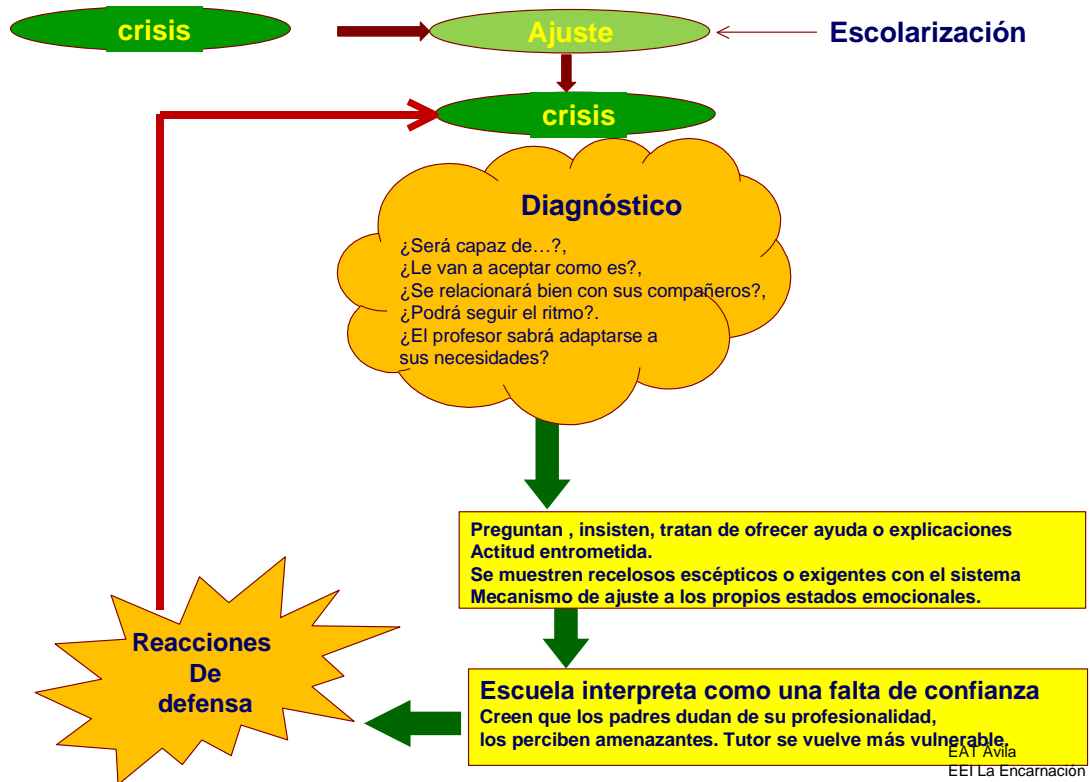 crisis
Ajuste
Escolarización
crisis
Diagnóstico
¿Será capaz de…?,
¿Le van a aceptar como es?,
¿Se relacionará bien con sus compañeros?,
¿Podrá seguir el ritmo?.
¿El profesor sabrá adaptarse a
sus necesidades?
Preguntan , insisten, tratan de ofrecer ayuda o explicaciones
Actitud entrometida.
Se muestren recelosos escépticos o exigentes con el sistema
Mecanismo de ajuste a los propios estados emocionales.
Reacciones
De
defensa
Escuela interpreta como una falta de confianza
Creen que los padres dudan de su profesionalidad,
los perciben amenazantes. Tutor se vuelve más vulnerable.
EAT Ávila
EEI La Encarnación